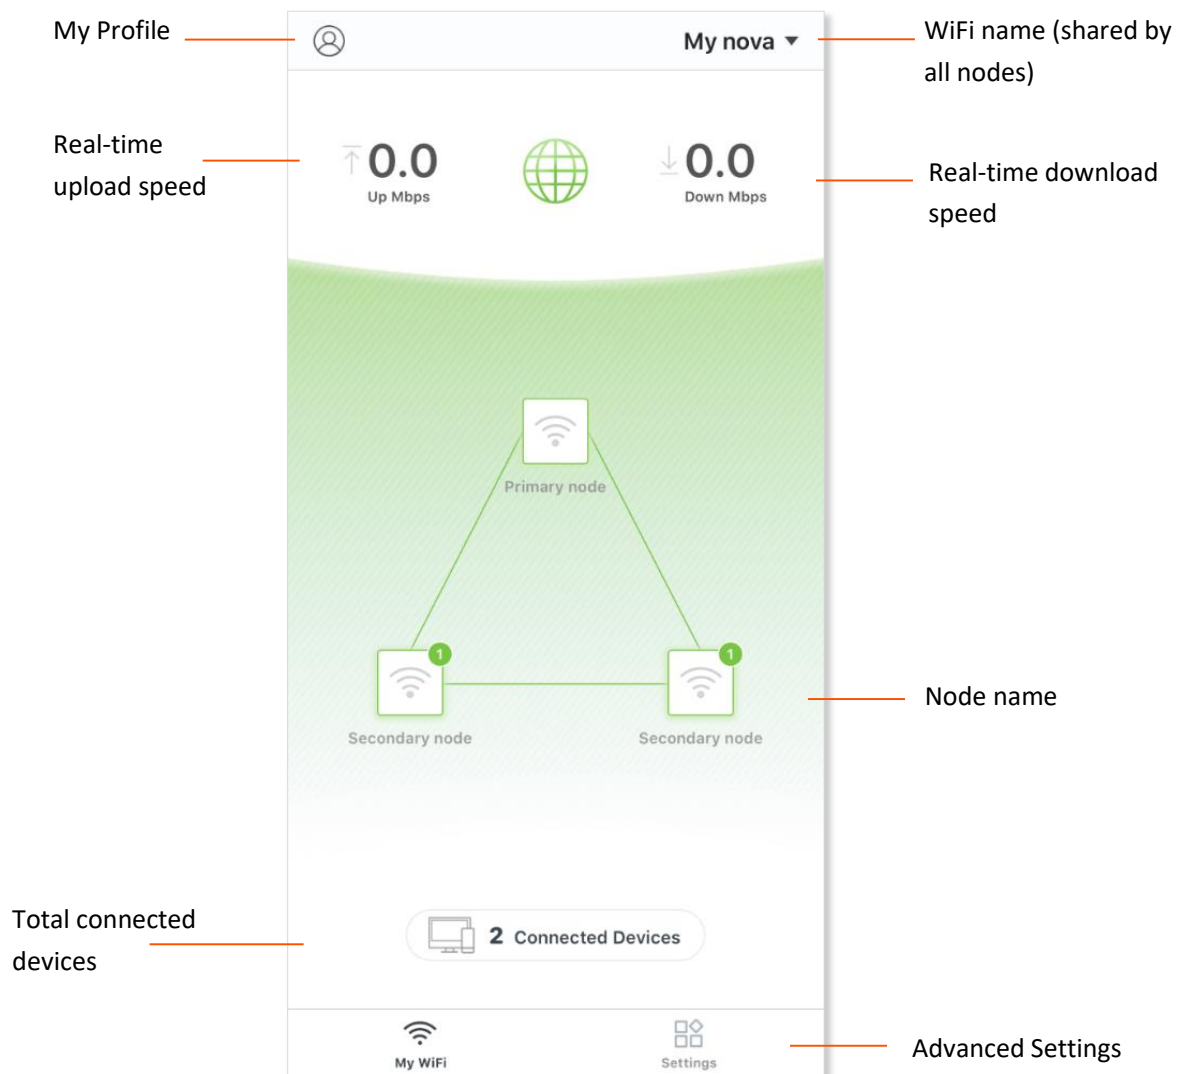 My Profile
My nova
WiFi name (shared by
all nodes)
Real-time
upload speed
0.0
Up Mbps
0.0
Down Mbps
Real-time download
speed
Primary node
1
1
Secondary node
Secondary node
Node name
Total connected
devices
2 Connected Devices
My WiFi
Settings
Advanced Settings